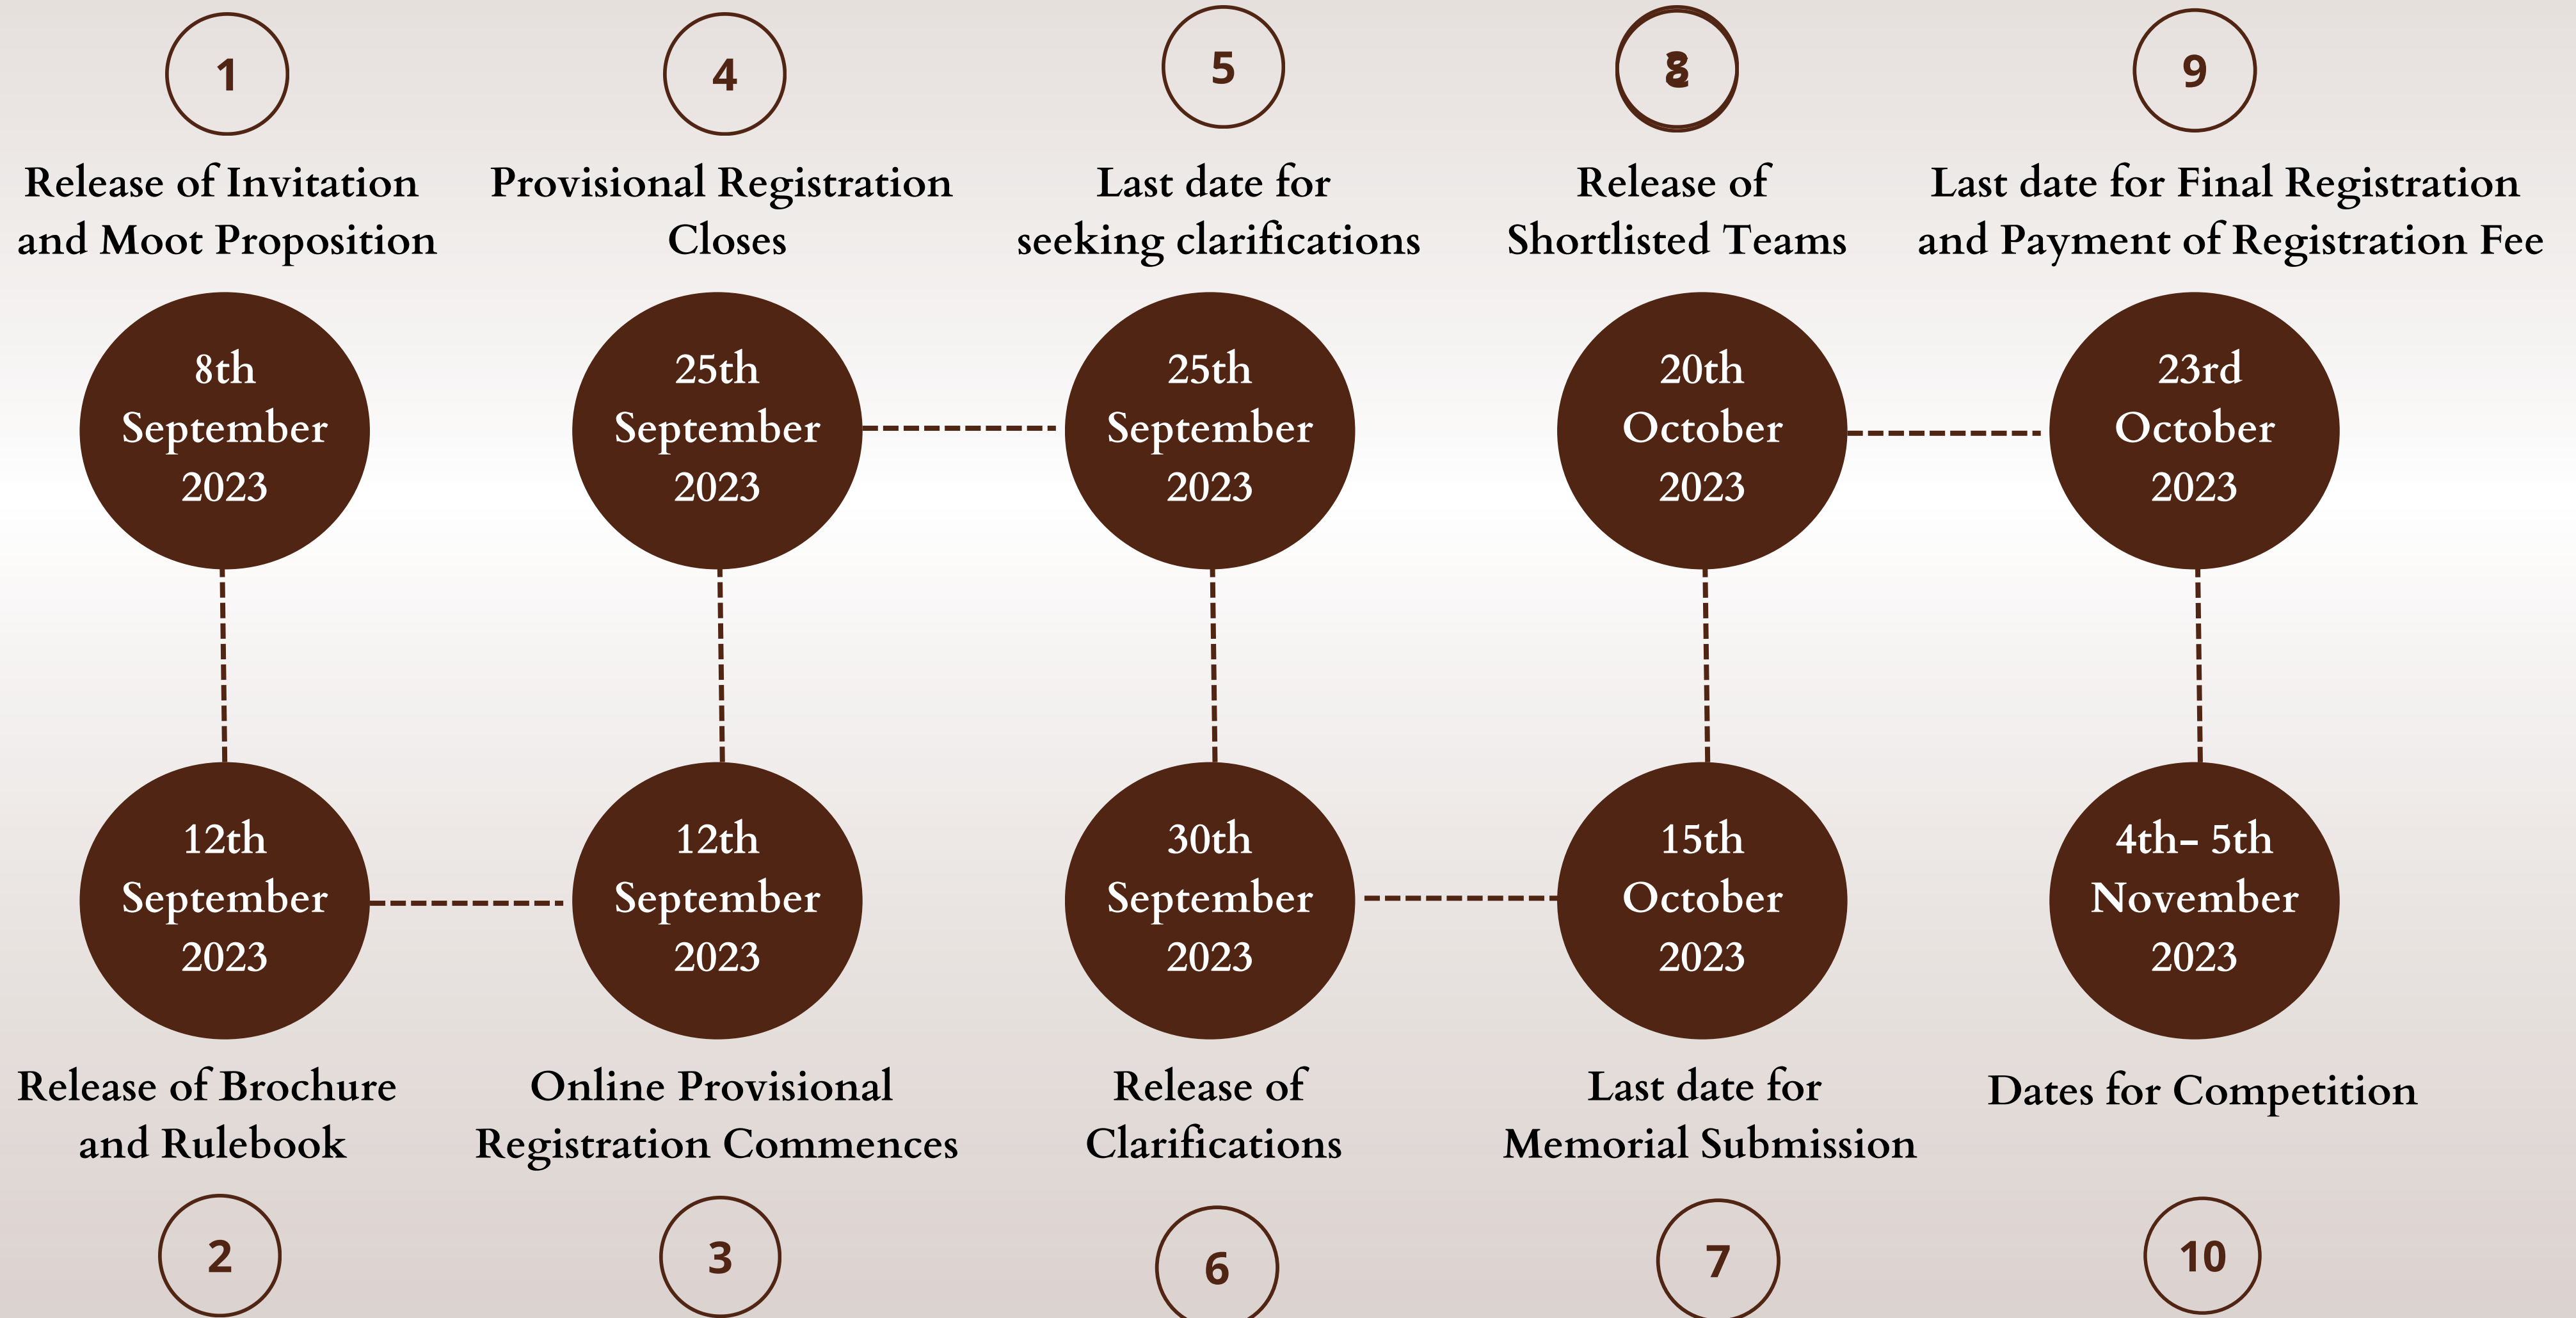 1
Release of Invitation
and Moot Proposition
8th
September
2023
12th
September
2023
Release of Brochure
and Rulebook
2
12th
September
2023
Online Provisional
Registration Commences
3
4
Provisional Registration
Closes
25th
September
2023
5
Last date for
seeking clarifications
25th
September
2023
30th
September
2023
Release of
Clarifications
6
15th
October
2023
Last date for
Memorial Submission
7
Release of
Shortlisted Teams
20th
October
2023
9
Last date for Final Registration
and Payment of Registration Fee
23rd
October
2023
4th- 5th
November
2023
Dates for Competition
10